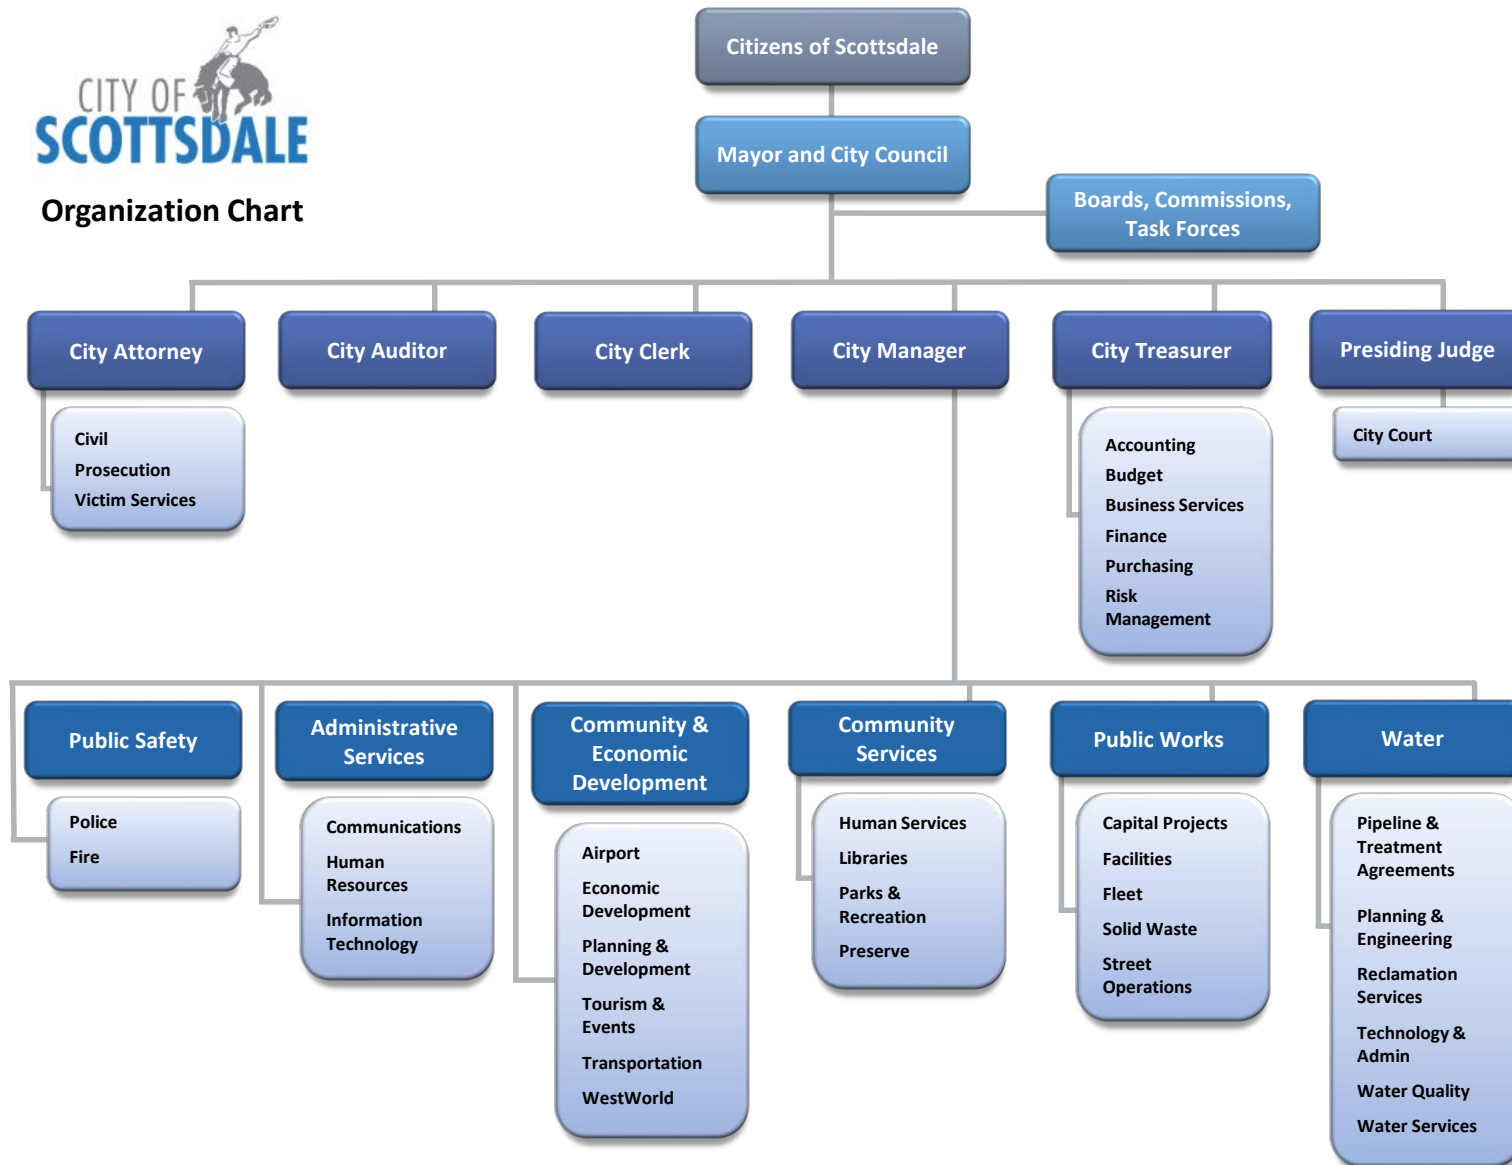 CITY OF
SCOTTSDALE
Organization Chart
Citizens of Scottsdale
Mayor and City Council
Boards, Commissions,
Task Forces
City Attorney
City Auditor
City Clerk
City Manager
City Treasurer
Presiding Judge
Civil
Prosecution
Victim Services
Accounting
Budget
Business Services
Finance
Purchasing
Risk
Management
City Court
Public Safety
Administrative
Services
Community &
Economic
Development
Community
Services
Public Works
Water
Police
Fire
Communications
Human
Resources
Information
Technology
Airport
Economic
Development
Planning &
Development
Tourism &
Events
Transportation
WestWorld
Human Services
Libraries
Parks &
Recreation
Preserve
Capital Projects
Facilities
Fleet
Solid Waste
Street
Operations
Pipeline &
Treatment
Agreements
Planning &
Engineering
Reclamation
Services
Technology &
Admin
Water Quality
Water Services